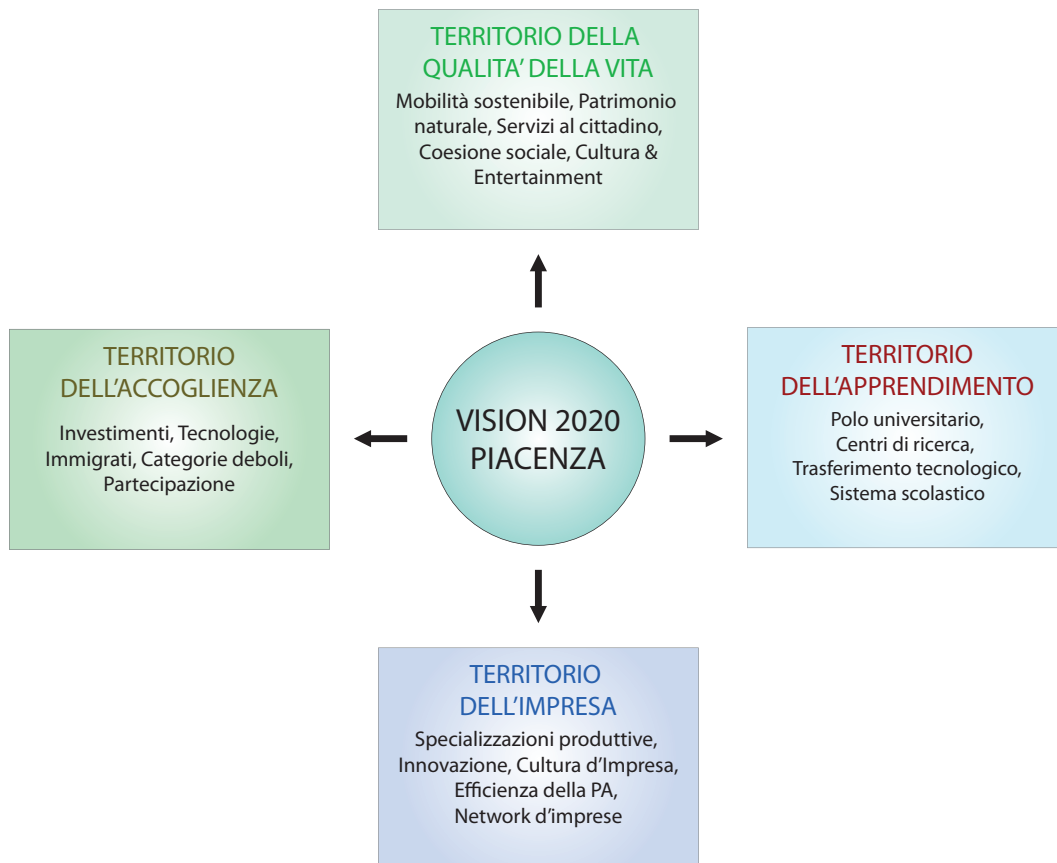 TERRITORIO DELLA
QUALITA’ DELLA VITA
Mobilità sostenibile, Patrimonio
naturale, Servizi al cittadino,
Coesione sociale, Cultura &
Entertainment
TERRITORIO
DELL’ACCOGLIENZA
Investimenti, Tecnologie,
Immigrati, Categorie deboli,
Partecipazione
VISION 2020
PIACENZA
TERRITORIO
DELL’APPRENDIMENTO
Polo universitario,
Centri di ricerca,
Trasferimento tecnologico,
Sistema scolastico
TERRITORIO
DELL’IMPRESA
Specializzazioni produttive,
Innovazione, Cultura d’Impresa,
Efficienza della PA,
Network d’imprese